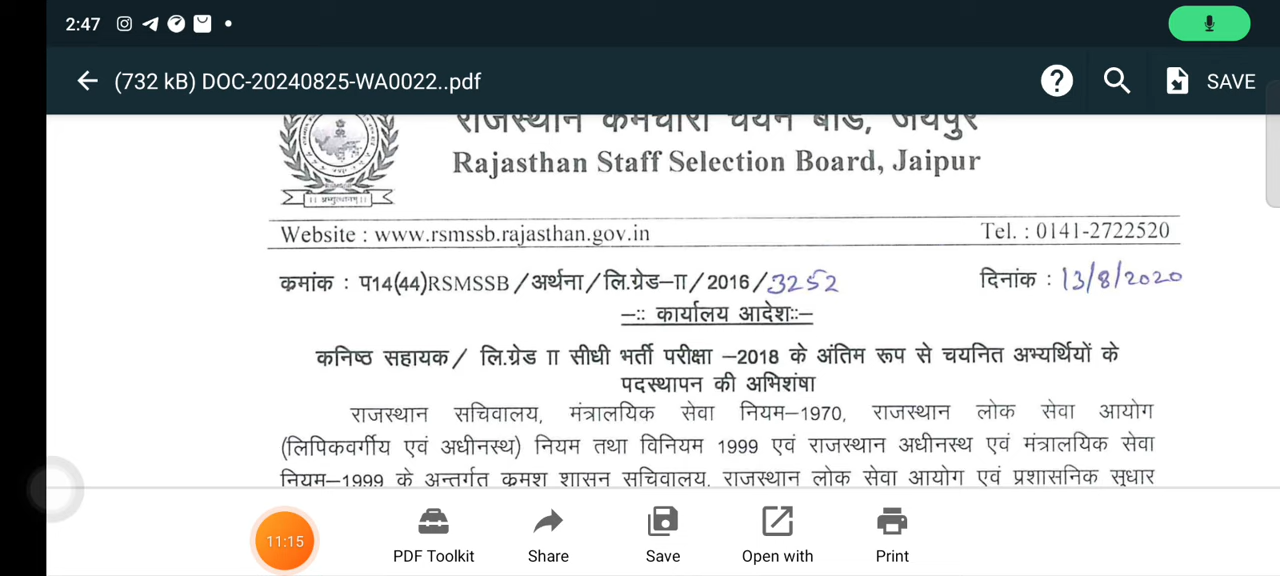 2:47
(732 kB) DOC-20240825-WA0022..pdf
SAVE
राजस्थान कर्मचारी चयन बोर्ड, जयपुर
Rajasthan Staff Selection Board, Jaipur
Website : www.rsmssb.rajasthan.gov.in Tel. : 0141-2722520
क्रमांक : प14(44)RSMSSB/अर्थना/लि.ग्रेड-II/2016/3252 दिनांक : 13/8/2020
-:: कार्यालय आदेश::-
कनिष्ठ सहायक/ लि.ग्रेड II सीधी भर्ती परीक्षा -2018 के अंतिम रूप से चयनित अभ्यर्थियों के
पदस्थापन की अभिशंषा
राजस्थान सचिवालय, मंत्रालयिक सेवा नियम-1970, राजस्थान लोक सेवा आयोग
(लिपिकवर्गीय एवं अधीनस्थ) नियम तथा विनियम 1999 एवं राजस्थान अधीनस्थ एवं मंत्रालयिक सेवा
नियम-1999 के अन्तर्गत क्रमश शासन सचिवालय, राजस्थान लोक सेवा आयोग एवं प्रशासनिक सुधार
11:15
PDF Toolkit Share Save Open with Print